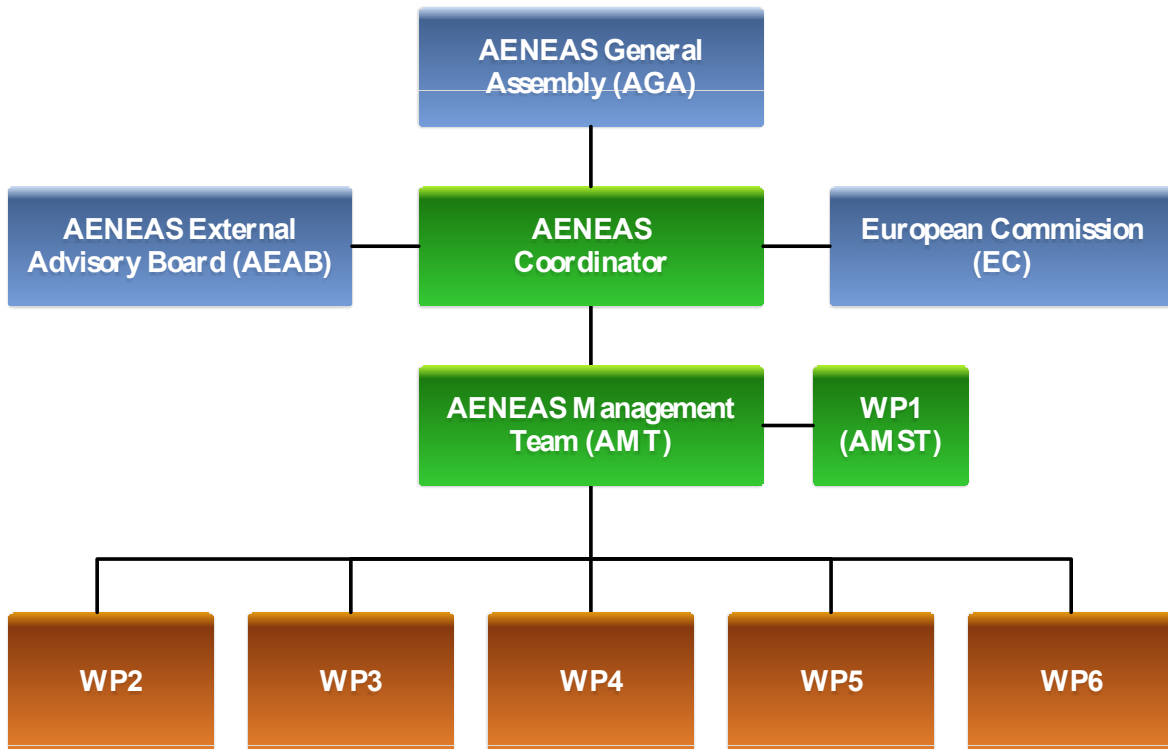 AENEAS General
Assembly (AGA)
AENEAS External
Advisory Board (AEAB)
AENEAS
Coordinator
European Commission
(EC)
AENEAS Management
Team (AMT)
WP1
(AMST)
WP2
WP3
WP4
WP5
WP6